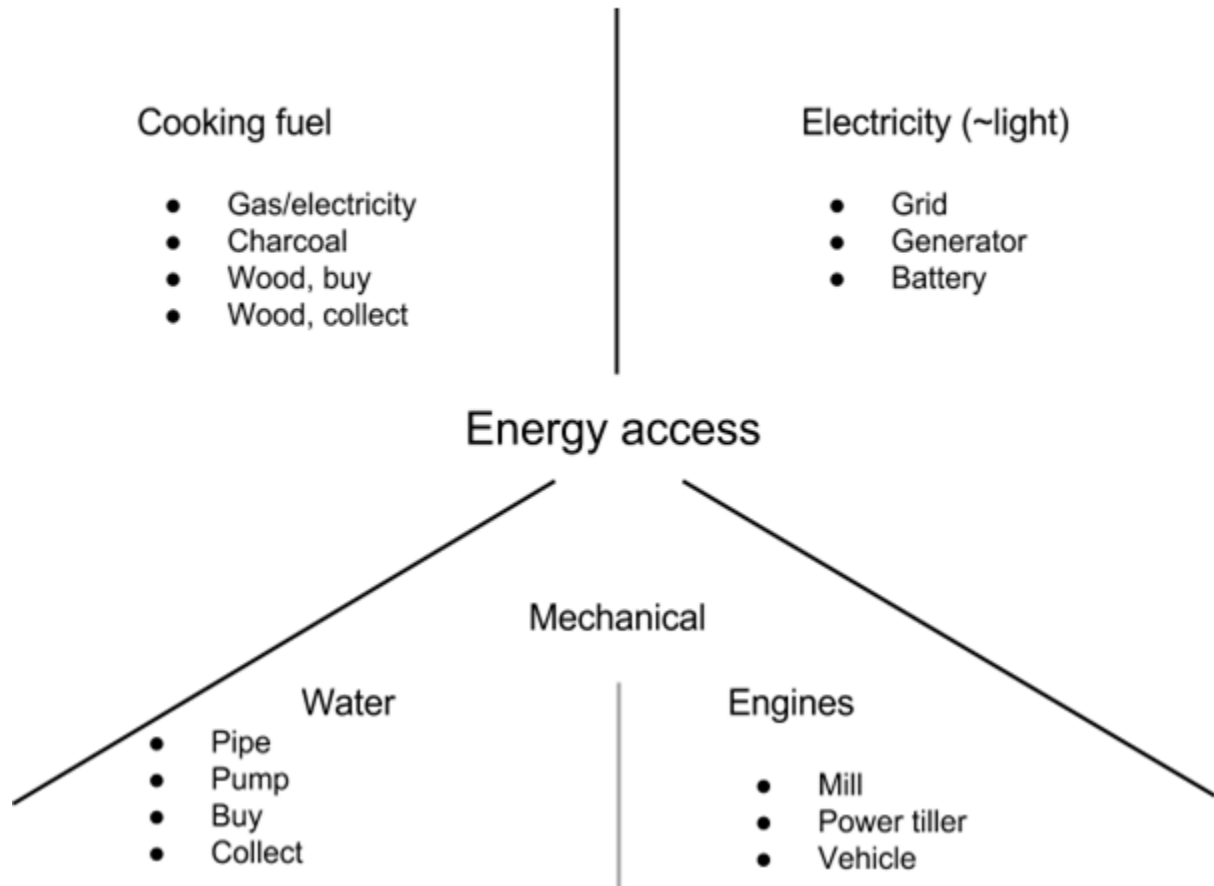 Cooking fuel
● Gas/electricity
● Charcoal
● Wood, buy
● Wood, collect
Electricity (~light)
● Grid
● Generator
● Battery
Energy access
Mechanical
Water
● Pipe
● Pump
● Buy
● Collect
Engines
● Mill
● Power tiller
● Vehicle